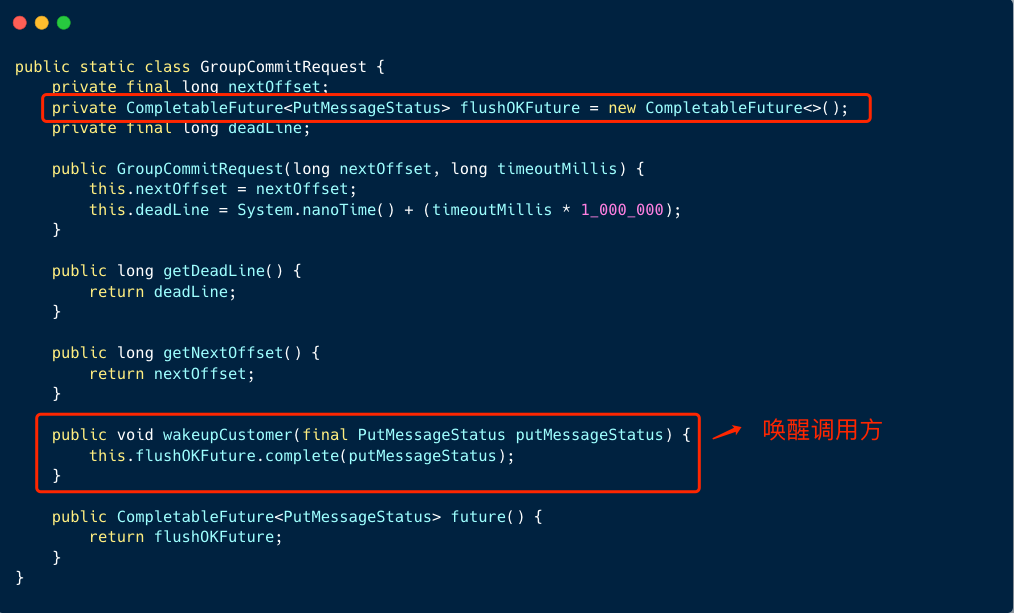 public static class GroupCommitRequest {
    private final long nextOffset;
    private CompletableFuture<PutMessageStatus> flushOKFuture = new CompletableFuture<>();
    private final long deadLine;

    public GroupCommitRequest(long nextOffset, long timeoutMillis) {
        this.nextOffset = nextOffset;
        this.deadLine = System.nanoTime() + (timeoutMillis * 1_000_000);
    }

    public long getDeadLine() {
        return deadLine;
    }

    public long getNextOffset() {
        return nextOffset;
    }

    public void wakeupCustomer(final PutMessageStatus putMessageStatus) {
        this.flushOKFuture.complete(putMessageStatus);
    }
唤醒调用方

    public CompletableFuture<PutMessageStatus> future() {
        return flushOKFuture;
    }
}